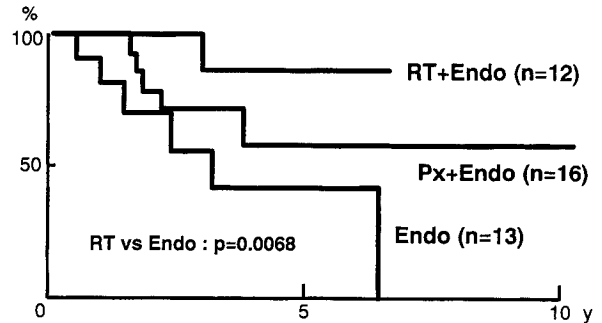 %
100
RT+Endo (n=12)
50
Px+Endo (n=16)
RT vs Endo : p=0.0068
Endo (n=13)
0 5 10 y